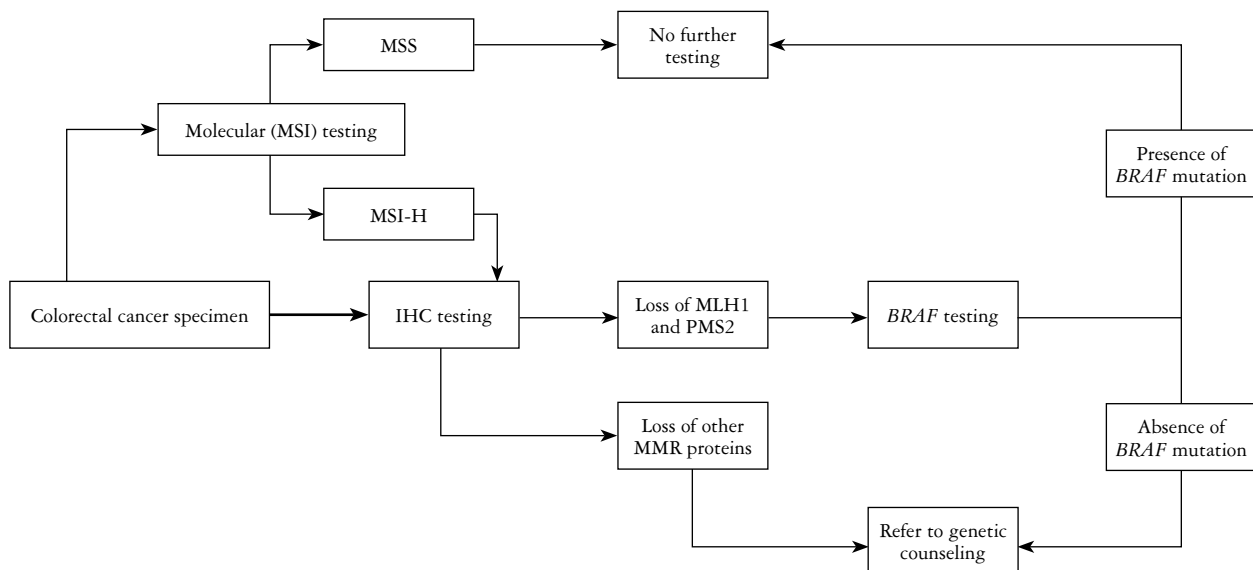 MSS
No further
testing
Molecular (MSI) testing
Presence of
BRAF mutation
MSI-H
Colorectal cancer specimen
IHC testing
Loss of MLH1
and PMS2
BRAF testing
Loss of other
MMR proteins
Absence of
BRAF mutation
Refer to genetic
counseling